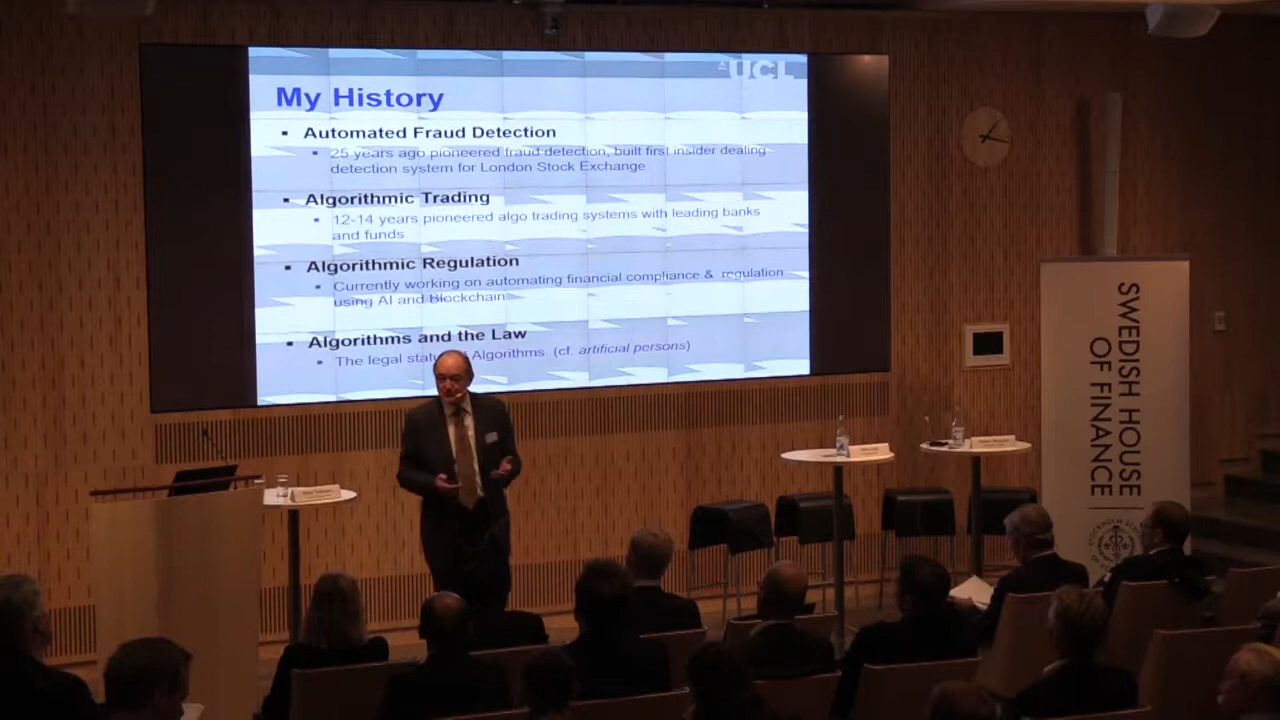 UCL
My History
▪ Automated Fraud Detection
▪ 25 years ago pioneered fraud detection, built first insider dealing
detection system for London Stock Exchange
▪ Algorithmic Trading
▪ 12-14 years pioneered algo trading systems with leading banks
and funds
▪ Algorithmic Regulation
▪ Currently working on automating financial compliance & regulation
using AI and Blockchain
▪ Algorithms and the Law
▪ The legal Algorithms (cf. artificial persons)
SWEDISH HOUSE
OF FINANCE